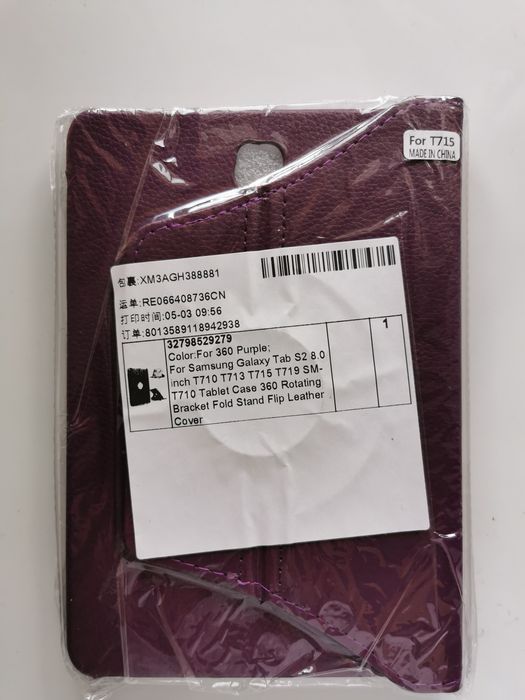 For T715
MADE IN CHINA
包裹:XM3AGH388881
运单:RE066408736CN
打印时间:05-03 09:56
订单:8013589118942938
32798529279
1
Color:For 360 Purple;
For Samsung Galaxy Tab S2 8.0
inch T710 T713 T715 T719 SM-
T710 Tablet Case 360 Rotating
Bracket Fold Stand Flip Leather
Cover